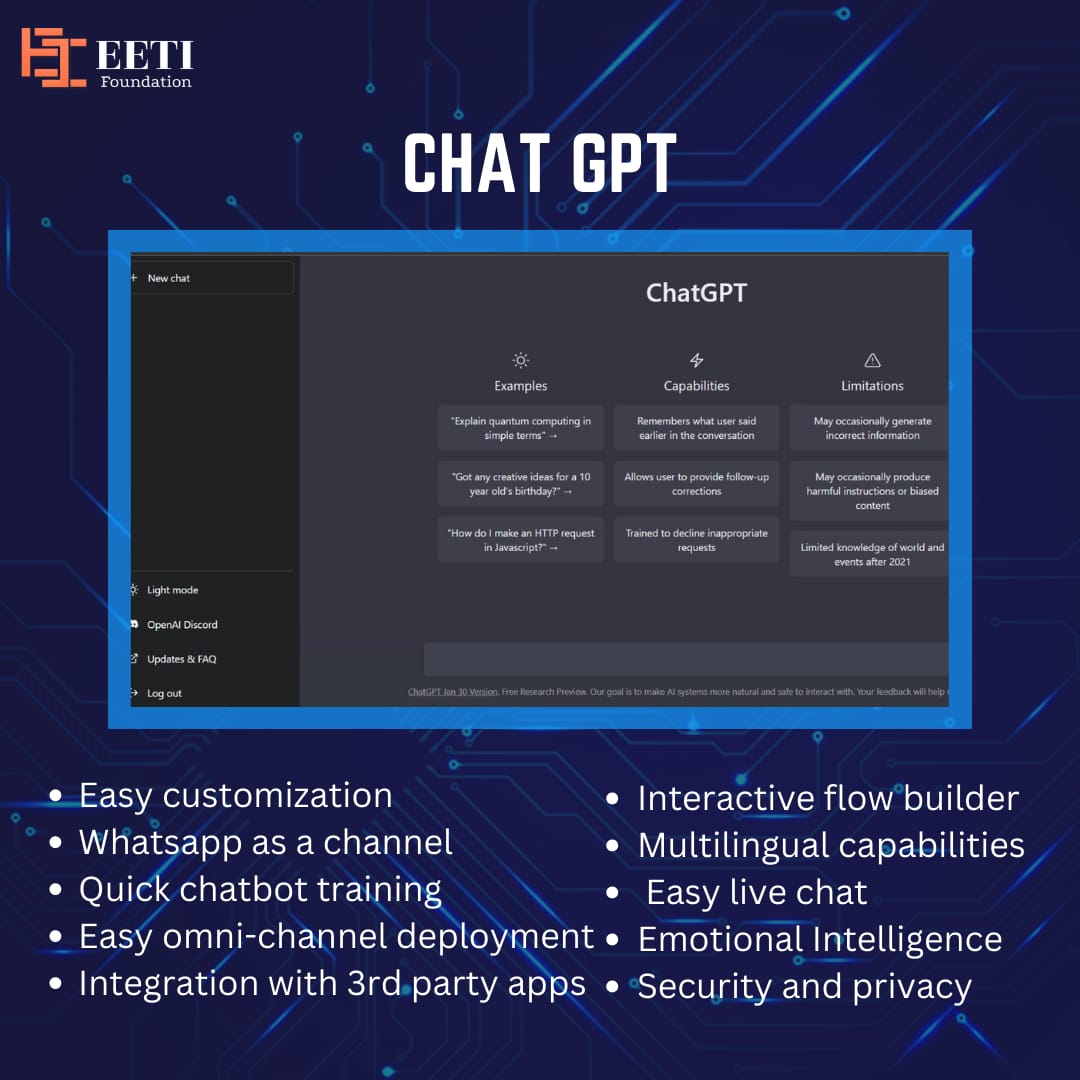 EETI
Foundation
CHAT GPT
+ New chat
ChatGPT
Examples
Capabilities
Limitations
"Explain quantum computing in
simple terms" →
Remembers what user said
earlier in the conversation
May occasionally generate
incorrect information
"Got any creative ideas for a 10
year old's birthday?" →
Allows user to provide follow-up
corrections
May occasionally produce
harmful instructions or biased
content
"How do I make an HTTP request
in Javascript?" →
Trained to decline inappropriate
requests
Limited knowledge of world and
events after 2021
Light mode
OpenAI Discord
Updates & FAQ
Log out
ChatGPT Jan 30 Version. Free Research Preview. Our goal is to make AI systems more natural and safe to interact with. Your feedback will help
• Easy customization
• Whatsapp as a channel
• Quick chatbot training
• Easy omni-channel deployment
• Integration with 3rd party apps
• Interactive flow builder
• Multilingual capabilities
• Easy live chat
• Emotional Intelligence
• Security and privacy